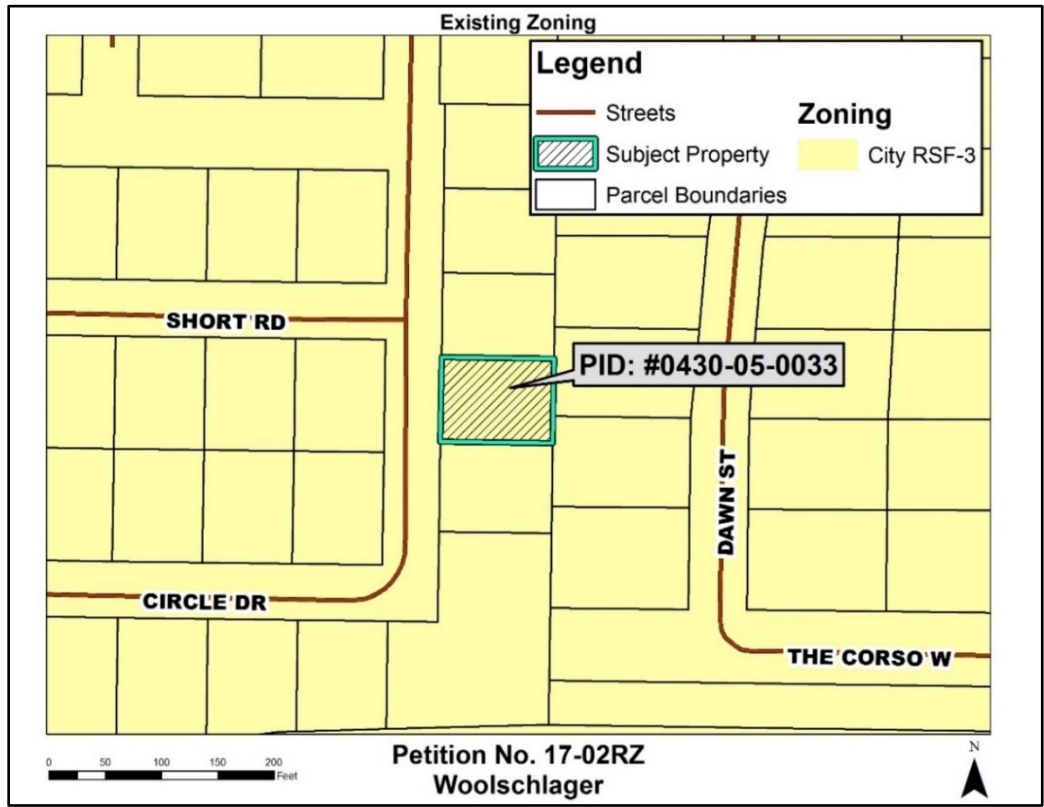 Existing Zoning
Legend
Streets
Subject Property
Parcel Boundaries
Zoning
City RSF-3
SHORT RD
PID: #0430-05-0033
DAWN ST
CIRCLE DR
THE CORSO W
0 50 100 150 200
Feet
Petition No. 17-02RZ
Woolschlager
N